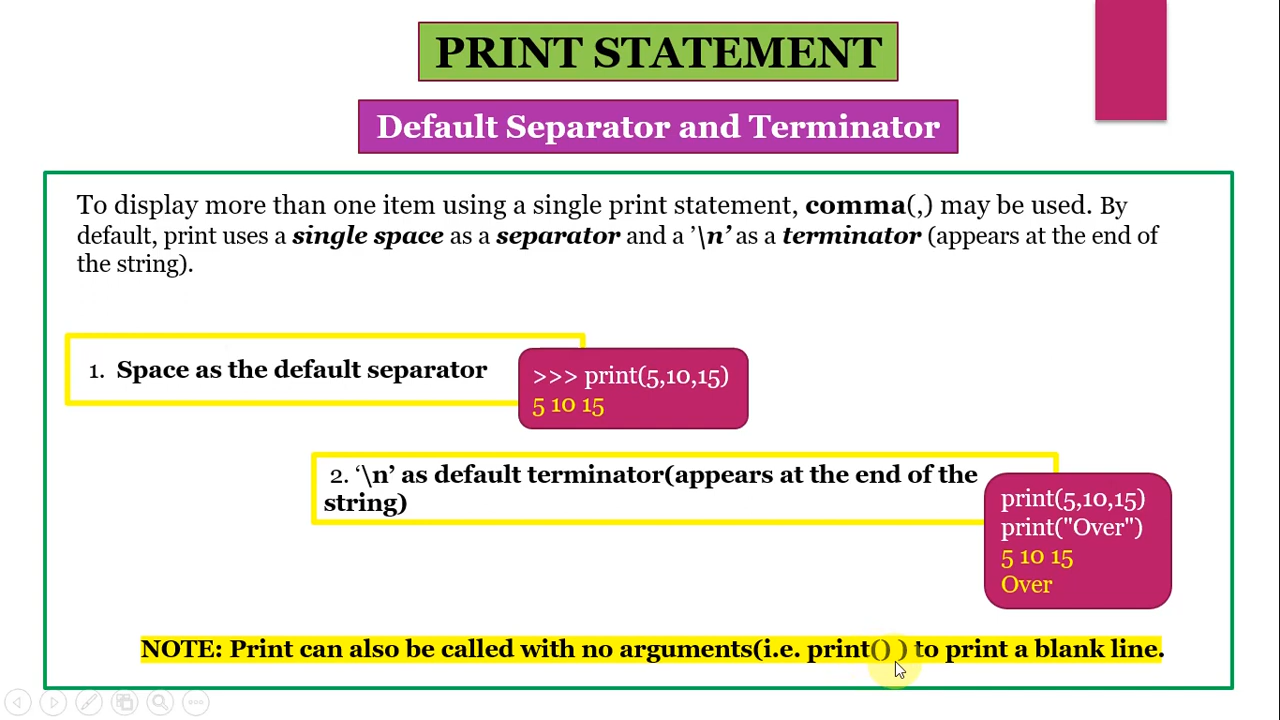 PRINT STATEMENT
Default Separator and Terminator
To display more than one item using a single print statement, comma(,) may be used. By
default, print uses a single space as a separator and a ’\n’ as a terminator (appears at the end of
the string).
1. Space as the default separator
>>> print(5,10,15)
5 10 15
2. ‘\n’ as default terminator(appears at the end of the
string)
print(5,10,15)
print("Over")
5 10 15
Over
NOTE: Print can also be called with no arguments(i.e. print() ) to print a blank line.